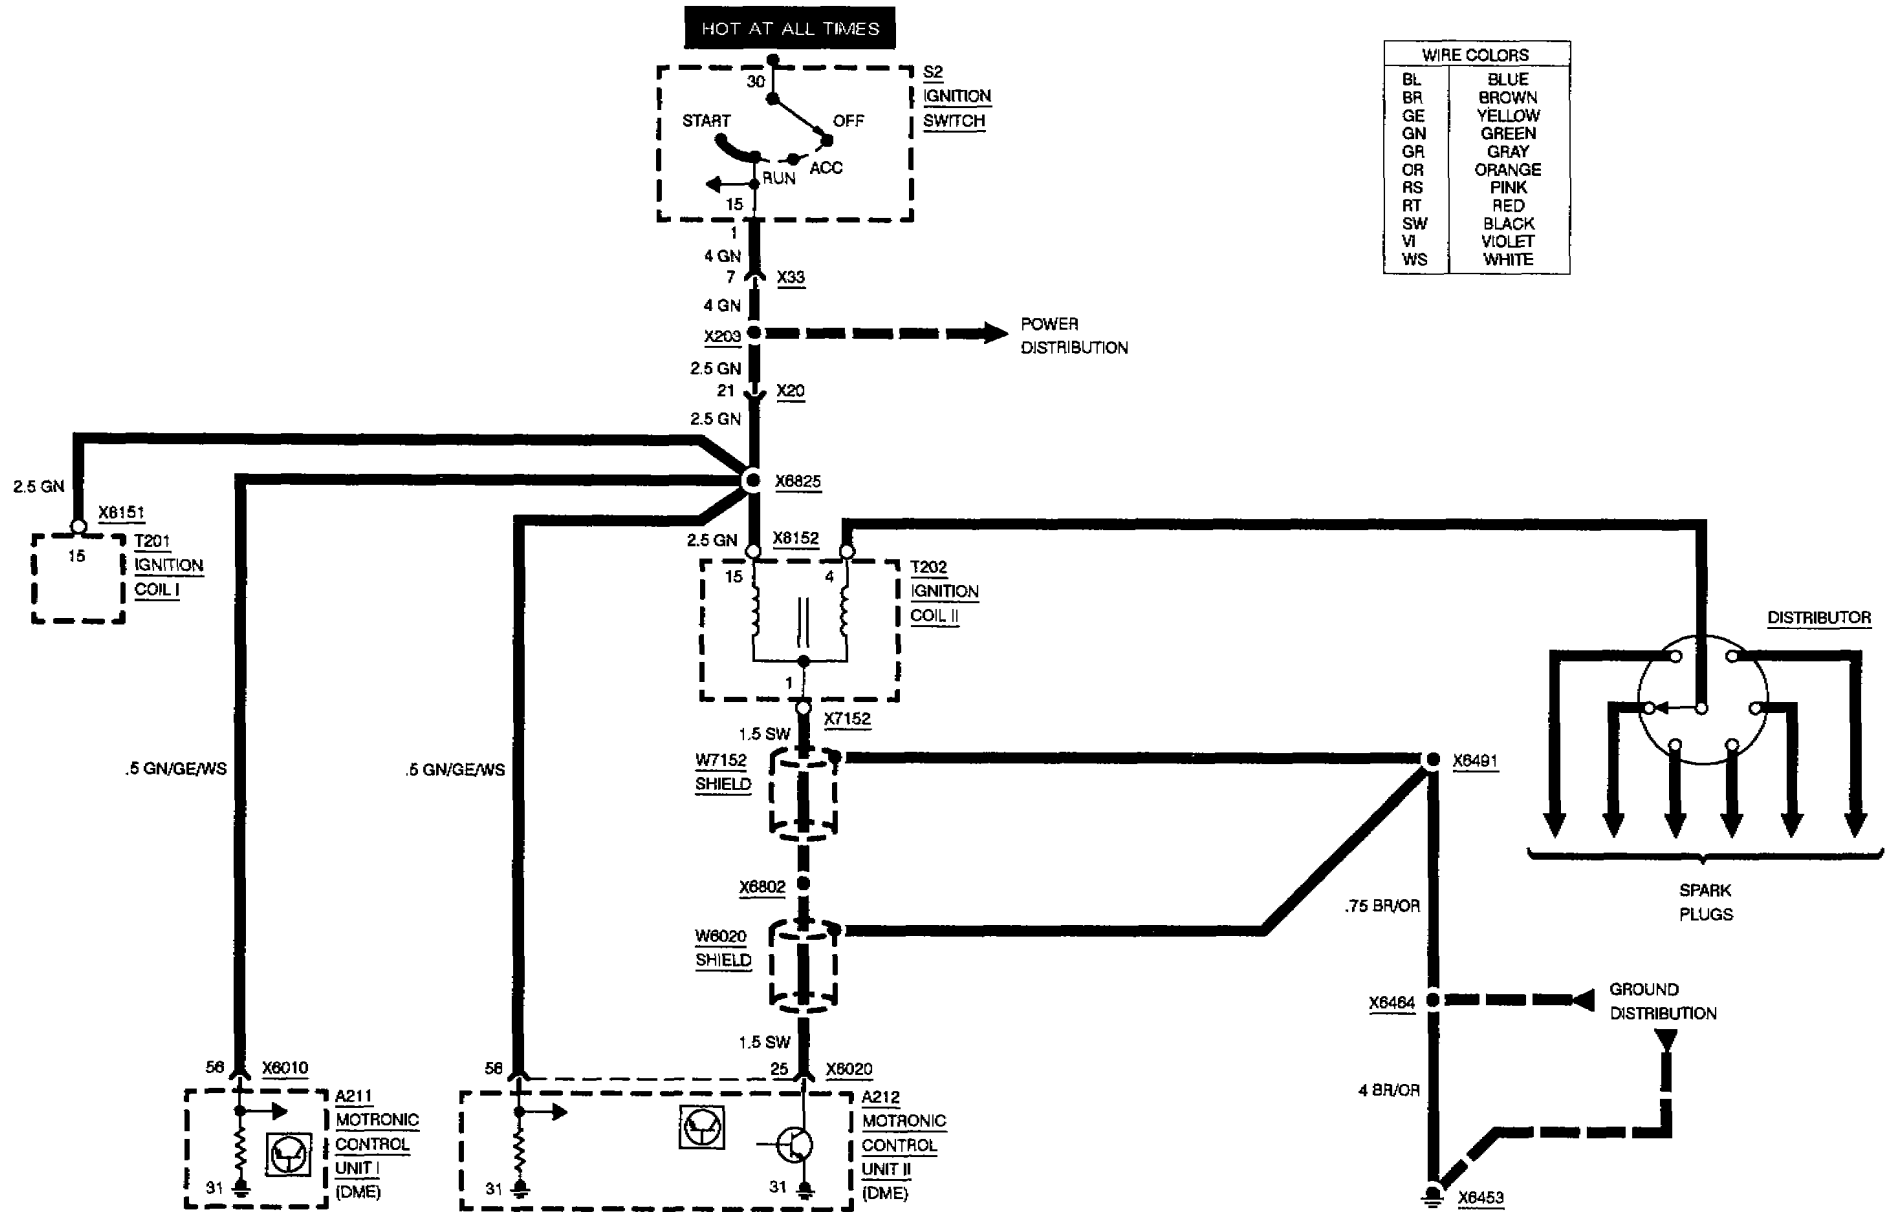 HOT AT ALL TIMES
30
S2
IGNITION
SWITCH
START
OFF
ACC
RUN
15
1
4 GN
7
X33
4 GN
X203
POWER
DISTRIBUTION
2.5 GN
21
X20
2.5 GN
WIRE COLORS
BL BLUE
BR BROWN
GE YELLOW
GN GREEN
GR GRAY
OR ORANGE
RS PINK
RT RED
SW BLACK
VI VIOLET
WS WHITE
X6825
2.5 GN
X8151
15
T201
IGNITION
COIL I
2.5 GN
X8152
15
4
T202
IGNITION
COIL II
1
X7152
1.5 SW
DISTRIBUTOR
W7152
SHIELD
X6491
.5 GN/GE/WS
.5 GN/GE/WS
X6802
SPARK
PLUGS
.75 BR/OR
W6020
SHIELD
X6464
GROUND
DISTRIBUTION
1.5 SW
56
X6010
56
25
X6020
4 BR/OR
A211
MOTRONIC
CONTROL
UNIT I
(DME)
31
A212
MOTRONIC
CONTROL
UNIT II
(DME)
31
31
X6453